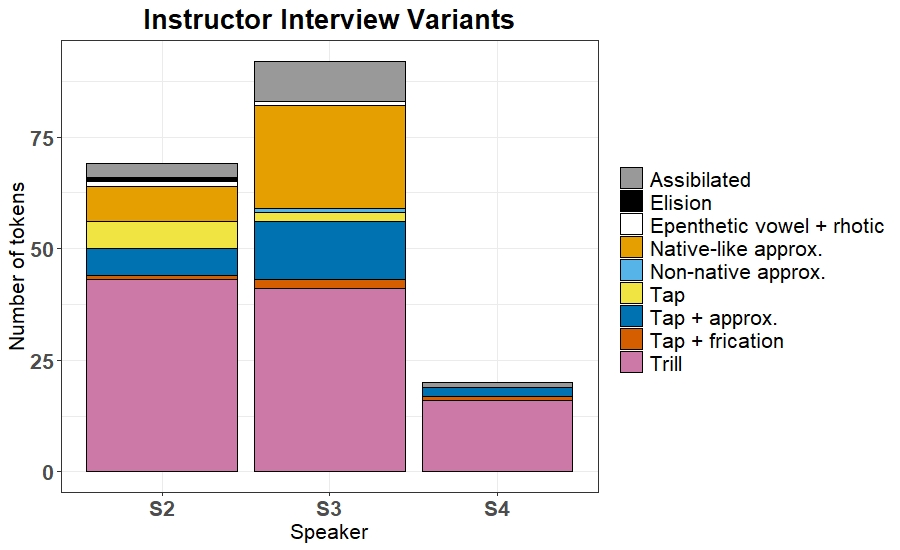 Instructor Interview Variants
Number of tokens
75
50
25
0
S2
S3
S4
Speaker
Assibilated
Elision
Epenthetic vowel + rhotic
Native-like approx.
Non-native approx.
Tap
Tap + approx.
Tap + frication
Trill